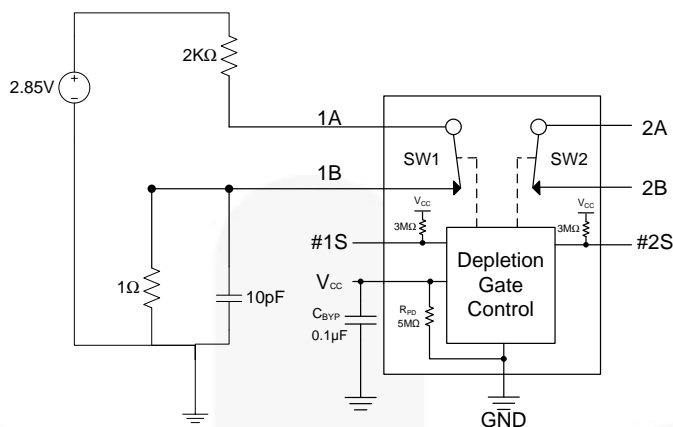 2KΩ
2.85V
1A
2A
SW1
SW2
1B
2B
VCC
VCC
3MΩ
3MΩ
#1S
#2S
Depletion
Gate
Control
VCC
1Ω
10pF
CBYP
0.1µF
RPD
5MΩ
GND